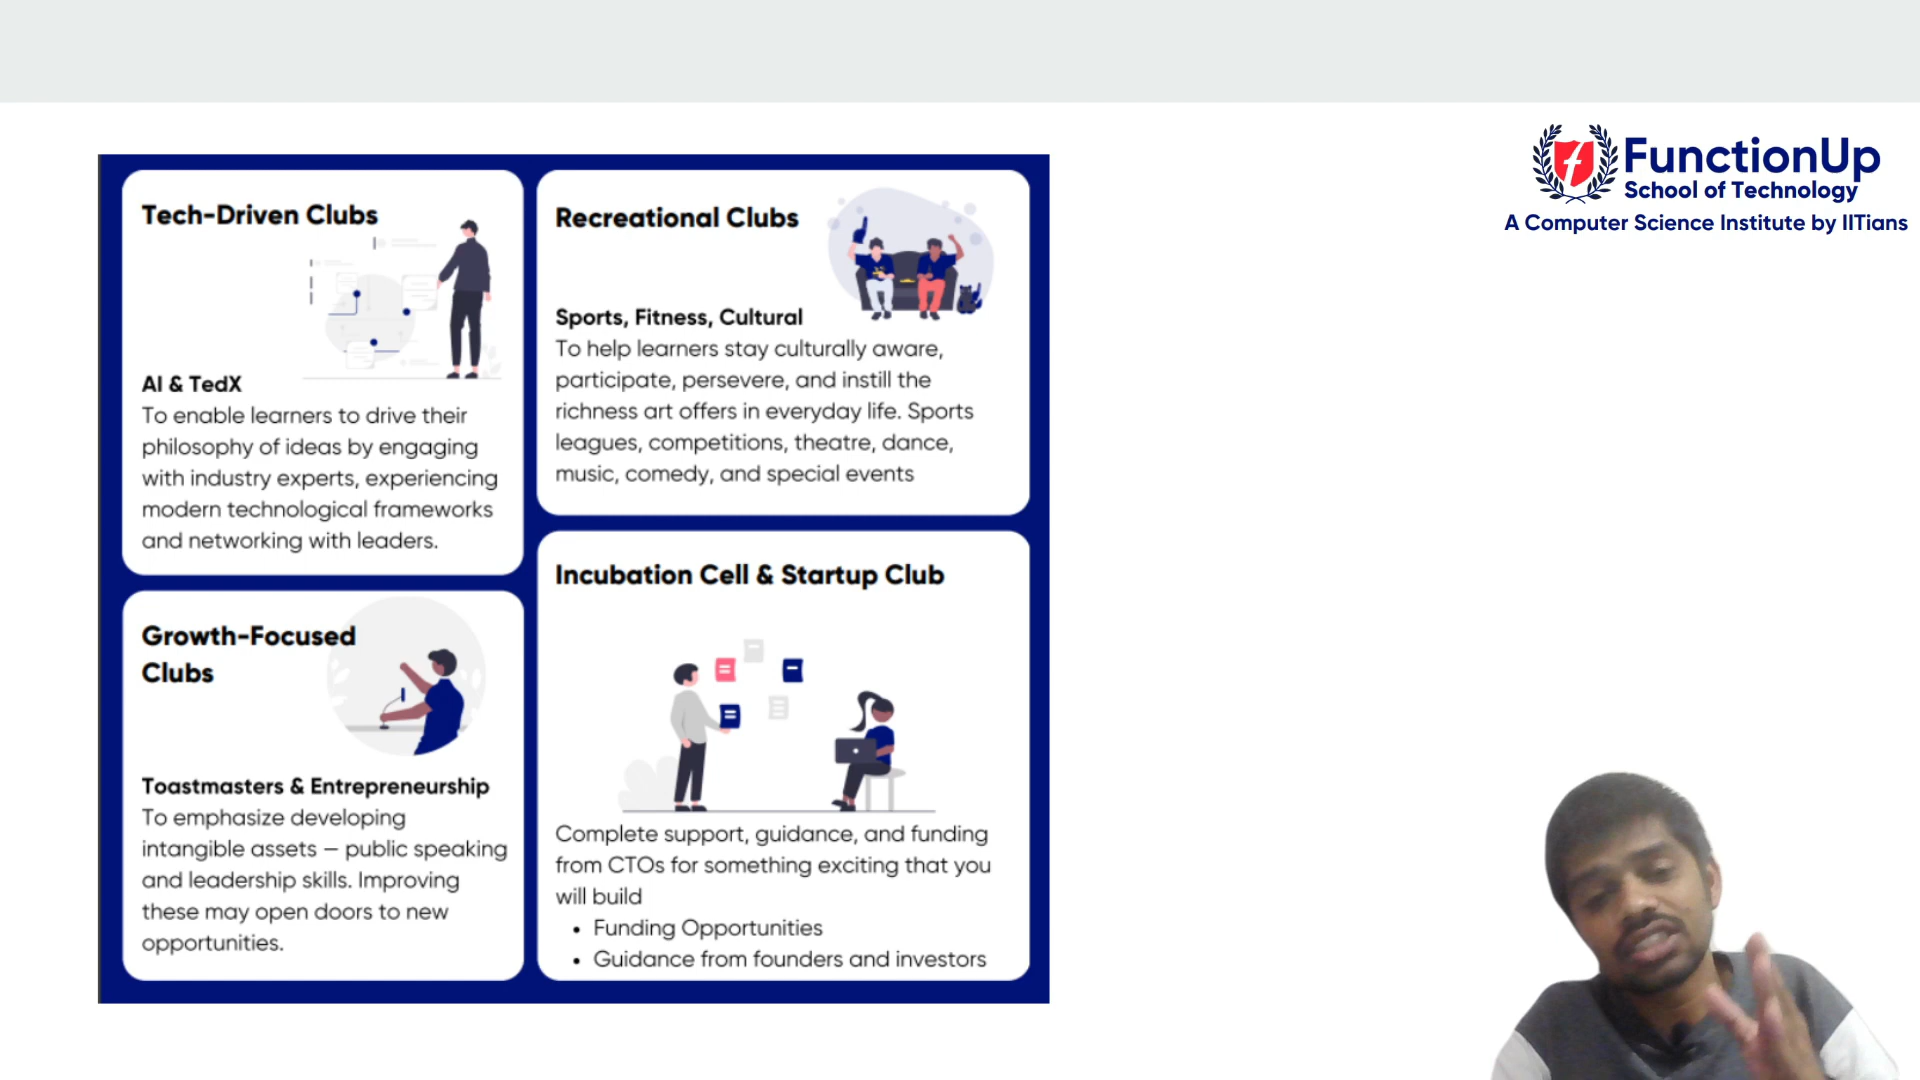 FunctionUp
School of Technology
A Computer Science Institute by IITians
Tech-Driven Clubs
AI & TedX
To enable learners to drive their
philosophy of ideas by engaging
with industry experts, experiencing
modern technological frameworks
and networking with leaders.
Recreational Clubs
Sports, Fitness, Cultural
To help learners stay culturally aware,
participate, persevere, and instill the
richness art offers in everyday life. Sports
leagues, competitions, theatre, dance,
music, comedy, and special events
Growth-Focused
Clubs
Toastmasters & Entrepreneurship
To emphasize developing
intangible assets – public speaking
and leadership skills. Improving
these may open doors to new
opportunities.
Incubation Cell & Startup Club
Complete support, guidance, and funding
from CTOs for something exciting that you
will build
• Funding Opportunities
• Guidance from founders and investors